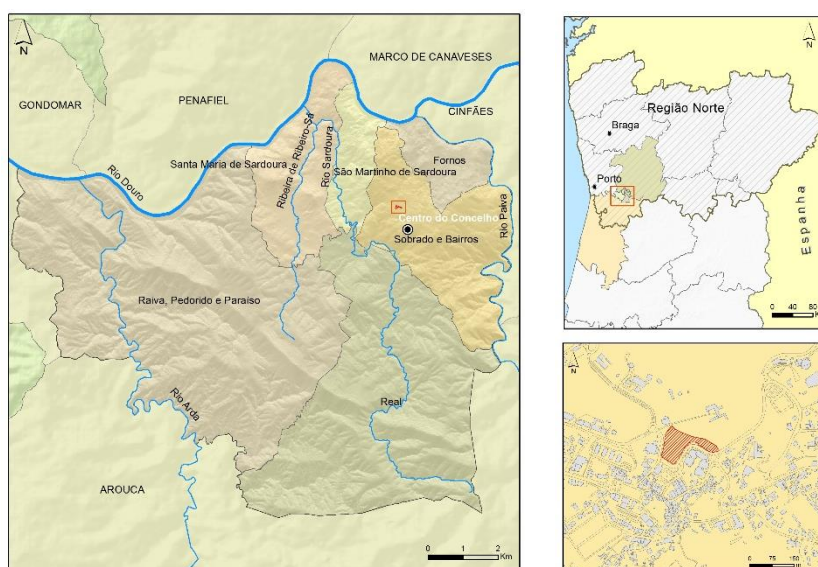 N
MARCO DE CANAVESES
GONDOMAR
PENAFIEL
CINFÃES
Rio Douro
Santa Maria de Sardoura
Ribeira de Ribeiro-Sá
Rio Sardoura
São Martinho de Sardoura
Fornos
Rio Paiva
Centro do Concelho
Sobrado e Bairros
Raiva, Pedorido e Paraíso
Real
Rio Arda
AROUCA
0 1 2
Km
N
Região Norte
Braga
Porto
Espanha
0 40 80
N
0 75 150